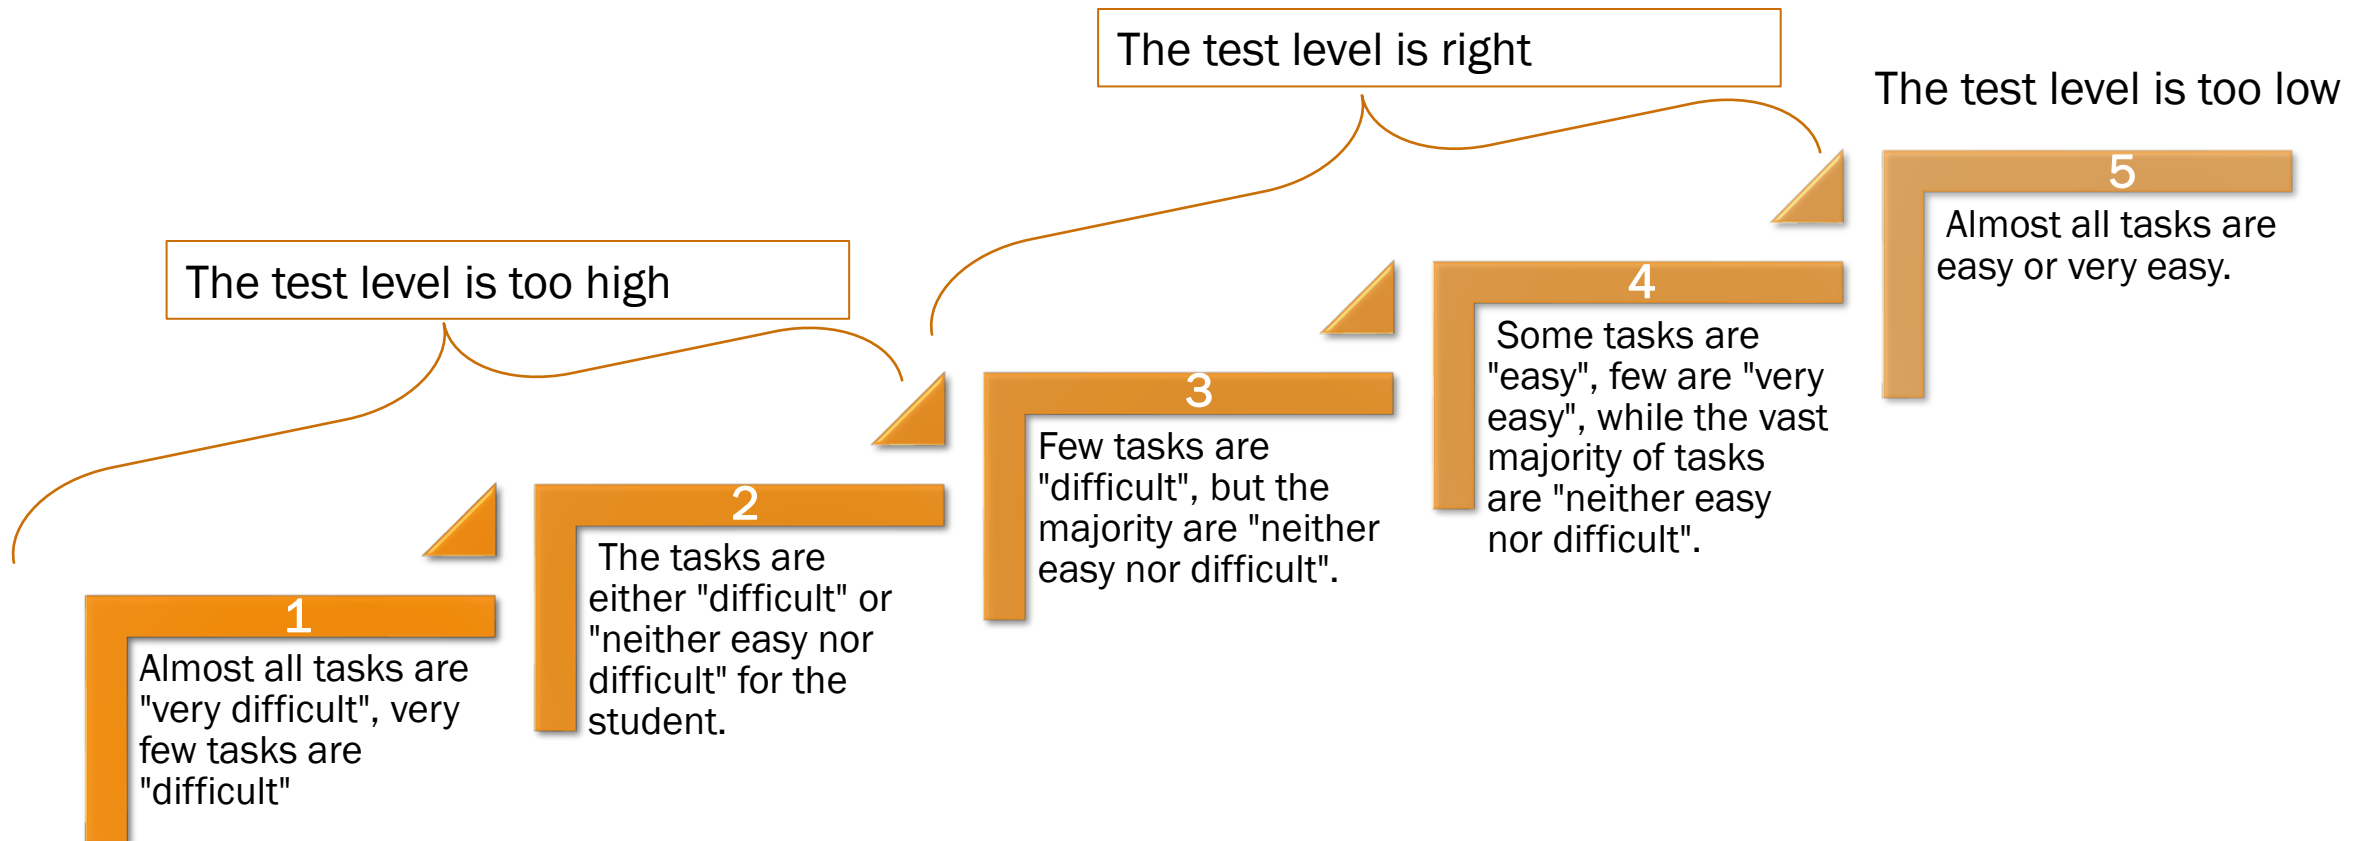 The test level is right
The test level is too low
The test level is too high
1
Almost all tasks are
"very difficult", very
few tasks are
"difficult"
2
The tasks are
either "difficult" or
"neither easy nor
difficult" for the
student.
3
Few tasks are
"difficult", but the
majority are "neither
easy nor difficult".
4
Some tasks are
"easy", few are "very
easy", while the vast
majority of tasks
are "neither easy
nor difficult".
5
Almost all tasks are
easy or very easy.